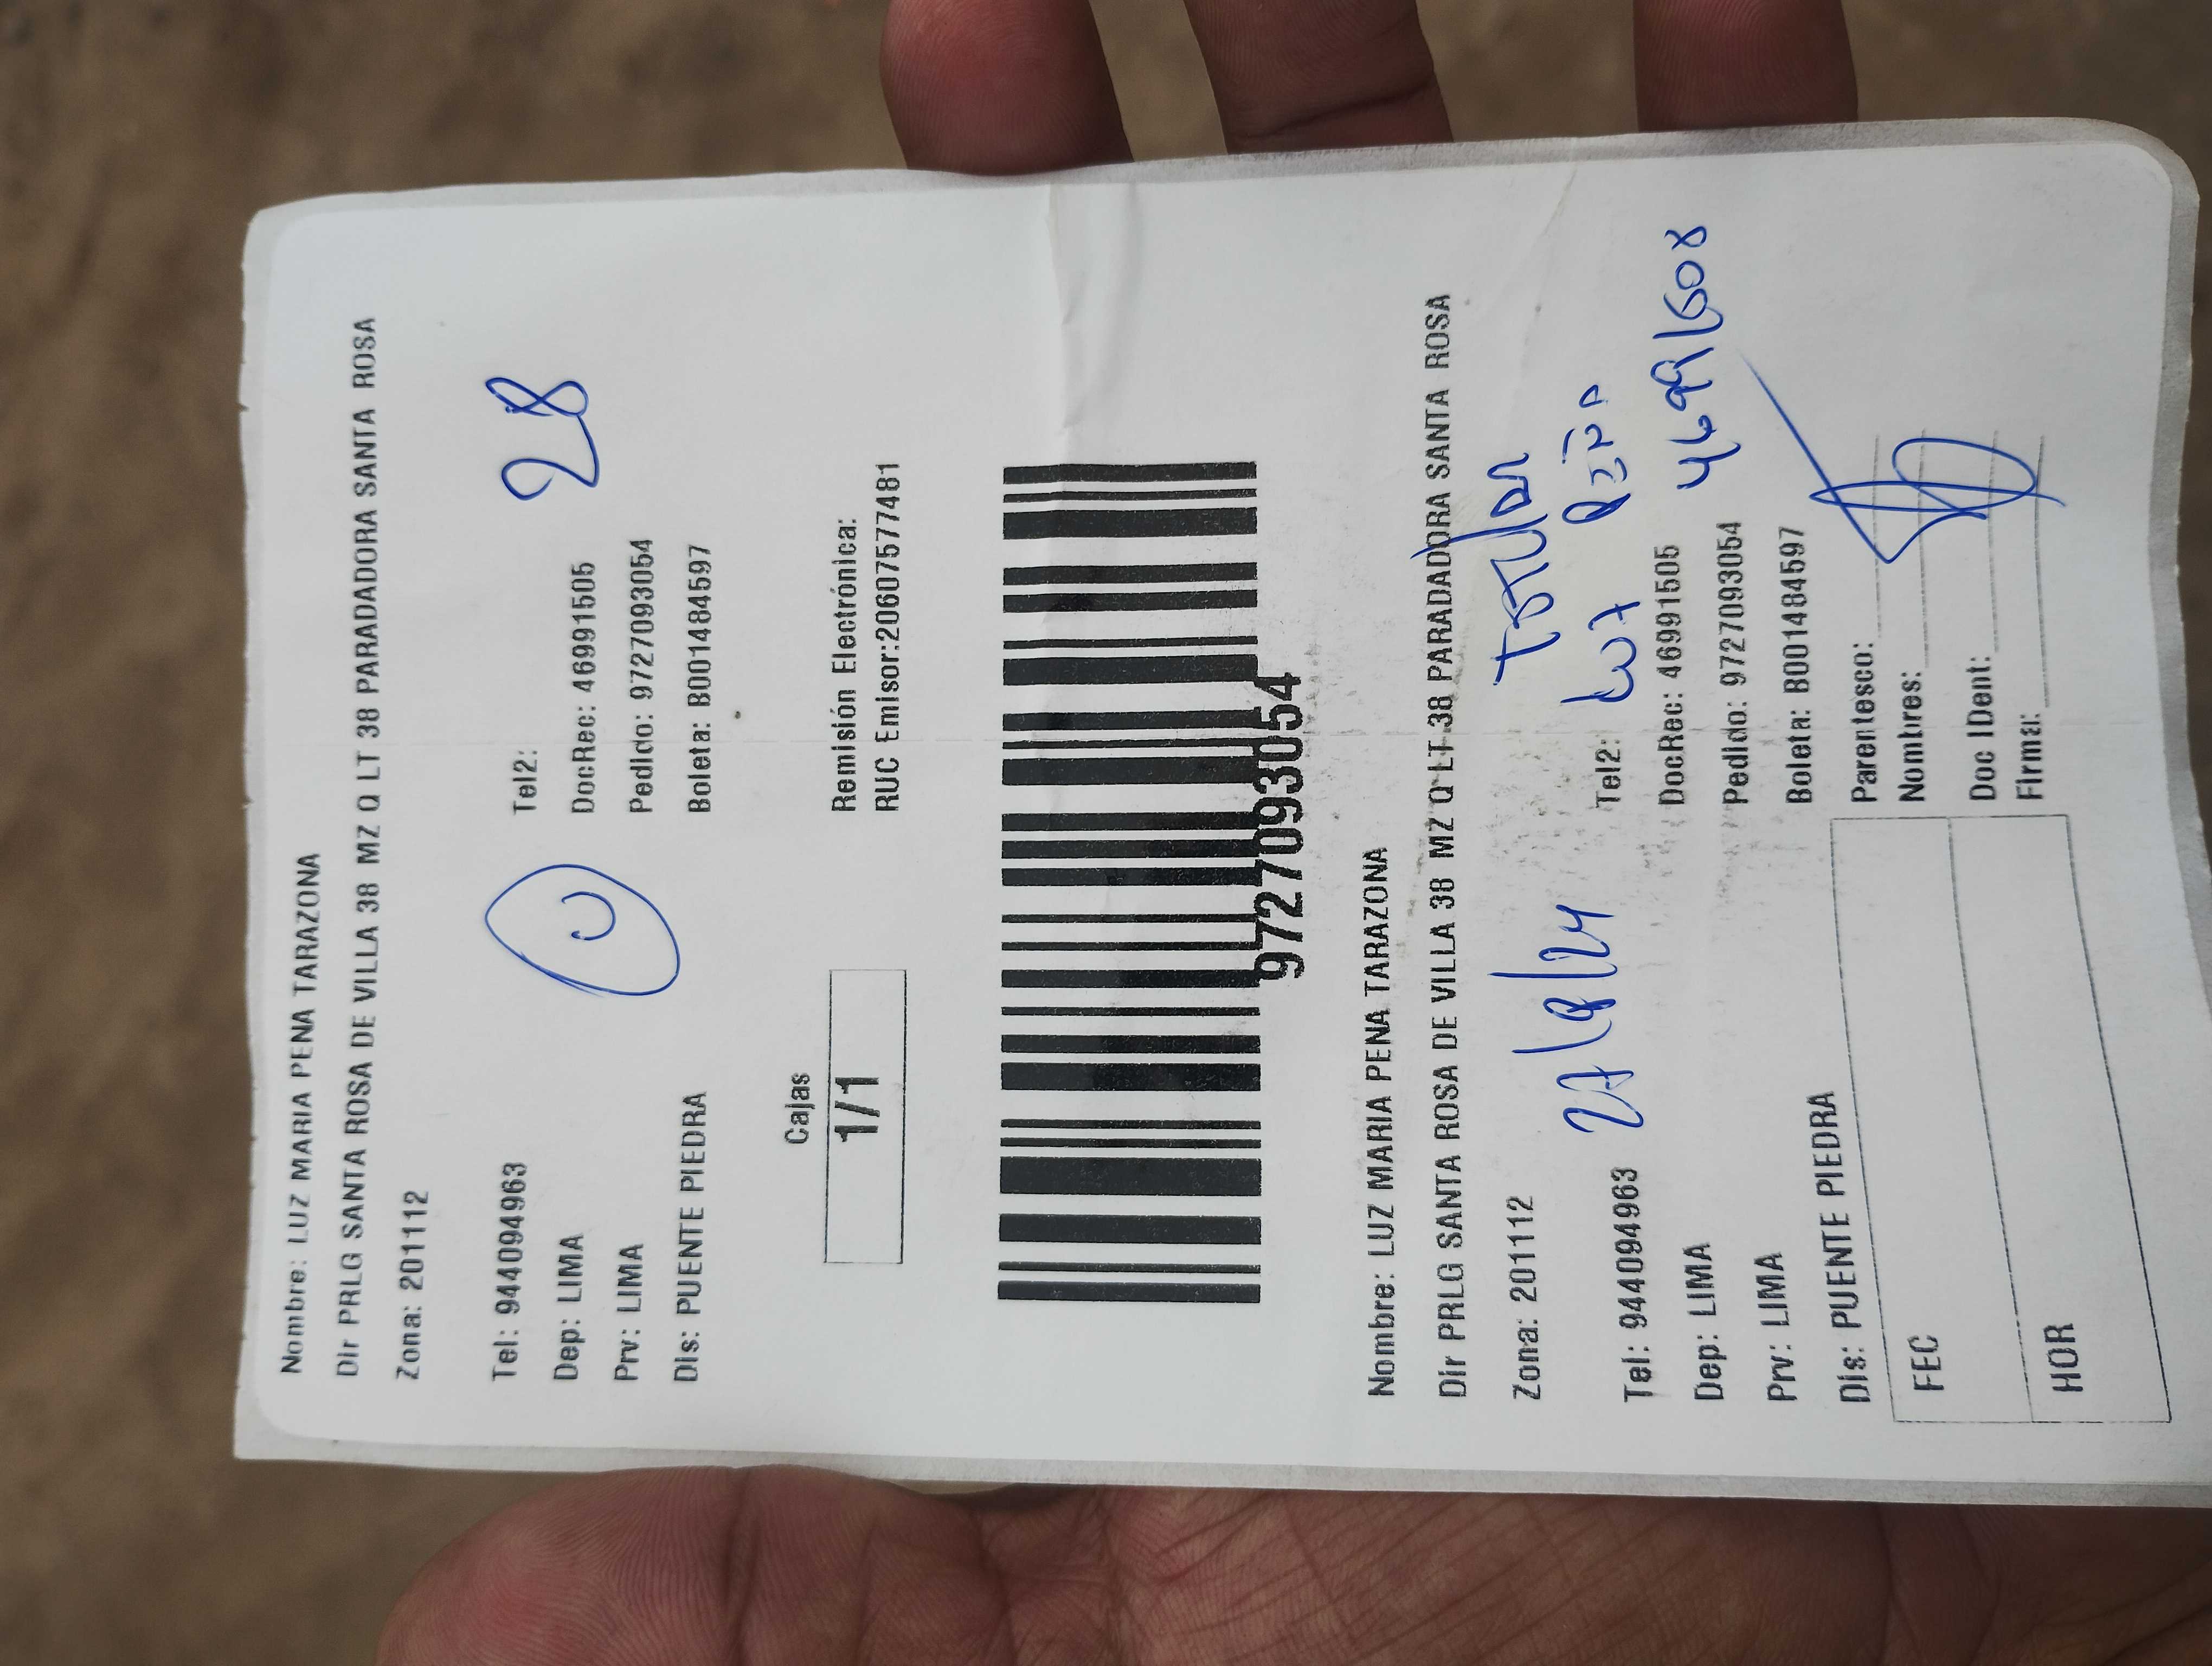 Nombre: LUZ MARIA PENA TARAZONA
Dir PRLG SANTA ROSA DE VILLA 38 MZ Q LT 38 PARADADORA SANTA ROSA
Zona: 201112
28
Tel: 944094963 Tel2:
Dep: LIMA DocRec: 46991505
Prv: LIMA Pedido: 9727093054
Dis: PUENTE PIEDRA Boleta: B001484597
Cajas
1/1
Remisión Electrónica:
RUC Emisor:20607577481
9727093054
Nombre: LUZ MARIA PENA TARAZONA
Dir PRLG SANTA ROSA DE VILLA 38 MZ Q LT 38 PARADADORA SANTA ROSA
Zona: 201112
Luz Peña
Tel: 944094963 Tel2:
Dep: LIMA DocRec: 46991505
Prv: LIMA Pedido: 9727093054
Dis: PUENTE PIEDRA Boleta: B001484597
FEC
HOR
Parentesco:
Nombres:
Doc IDent:
Firma: